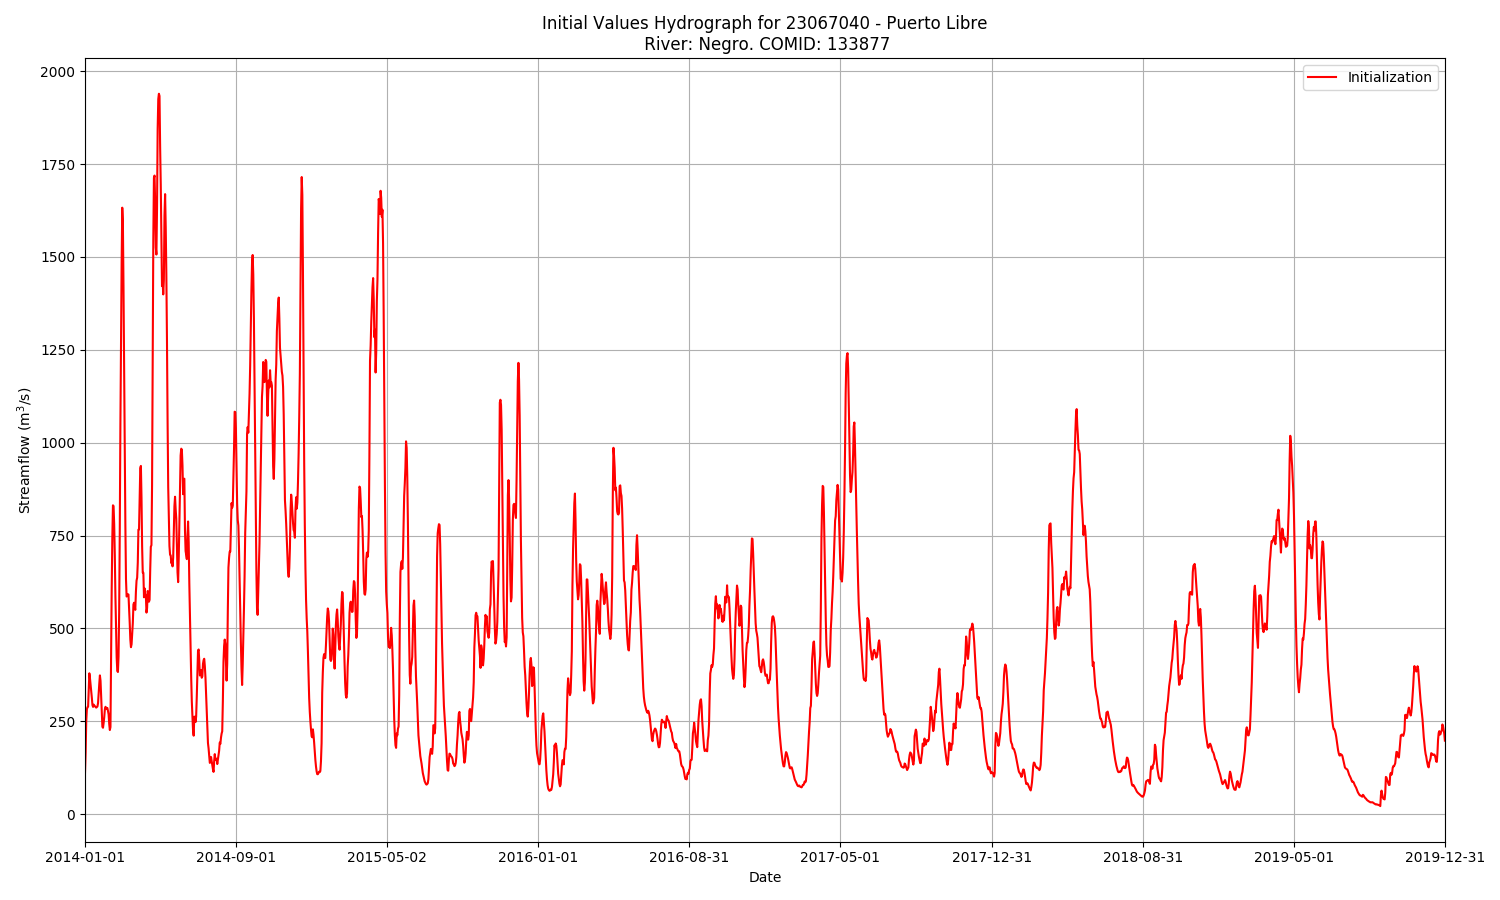 Initial Values Hydrograph for 23067040 - Puerto Libre
River: Negro. COMID: 133877
Initialization
Streamflow (m³/s)
2000
1750
1500
1250
1000
750
500
250
0
2014-01-01 2014-09-01 2015-05-02 2016-01-01 2016-08-31 2017-05-01 2017-12-31 2018-08-31 2019-05-01 2019-12-31
Date